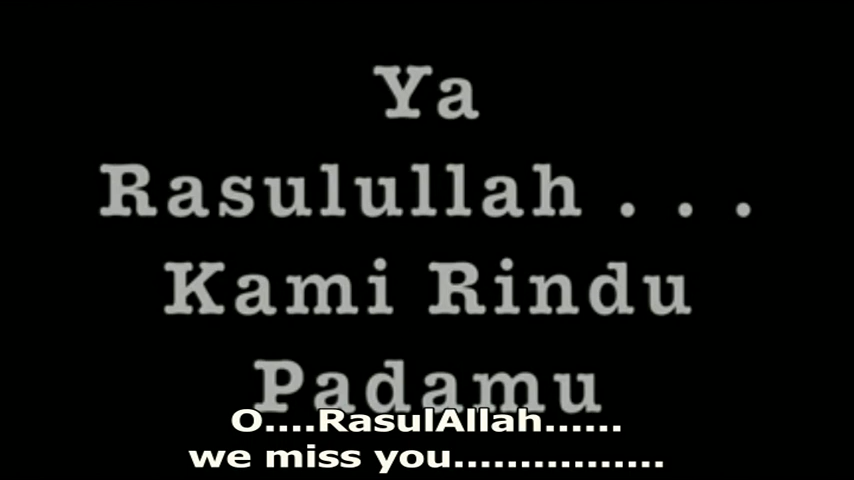 Ya
Rasulullah . . .
Kami Rindu
Padamu
O....RasulAllah......
we miss you................